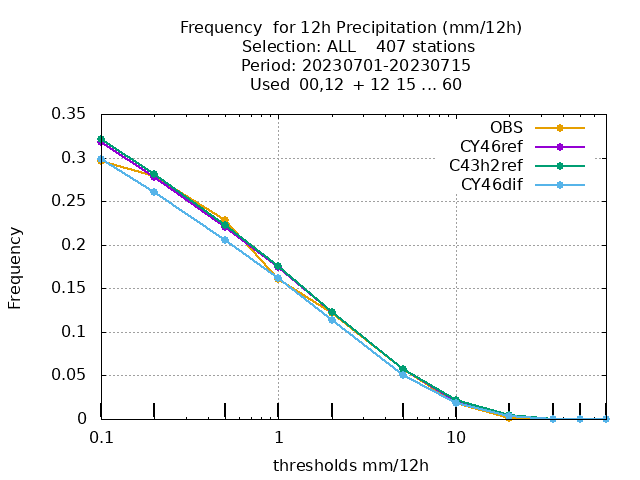 Frequency  for 12h Precipitation (mm/12h)
Selection: ALL    407 stations
Period: 20230701-20230715
Used  00,12  + 12 15 ... 60
OBS
CY46ref
C43h2ref
CY46dif
0.35
0.3
0.25
0.2
0.15
0.1
0.05
0
Frequency
0.1
1
10
thresholds mm/12h